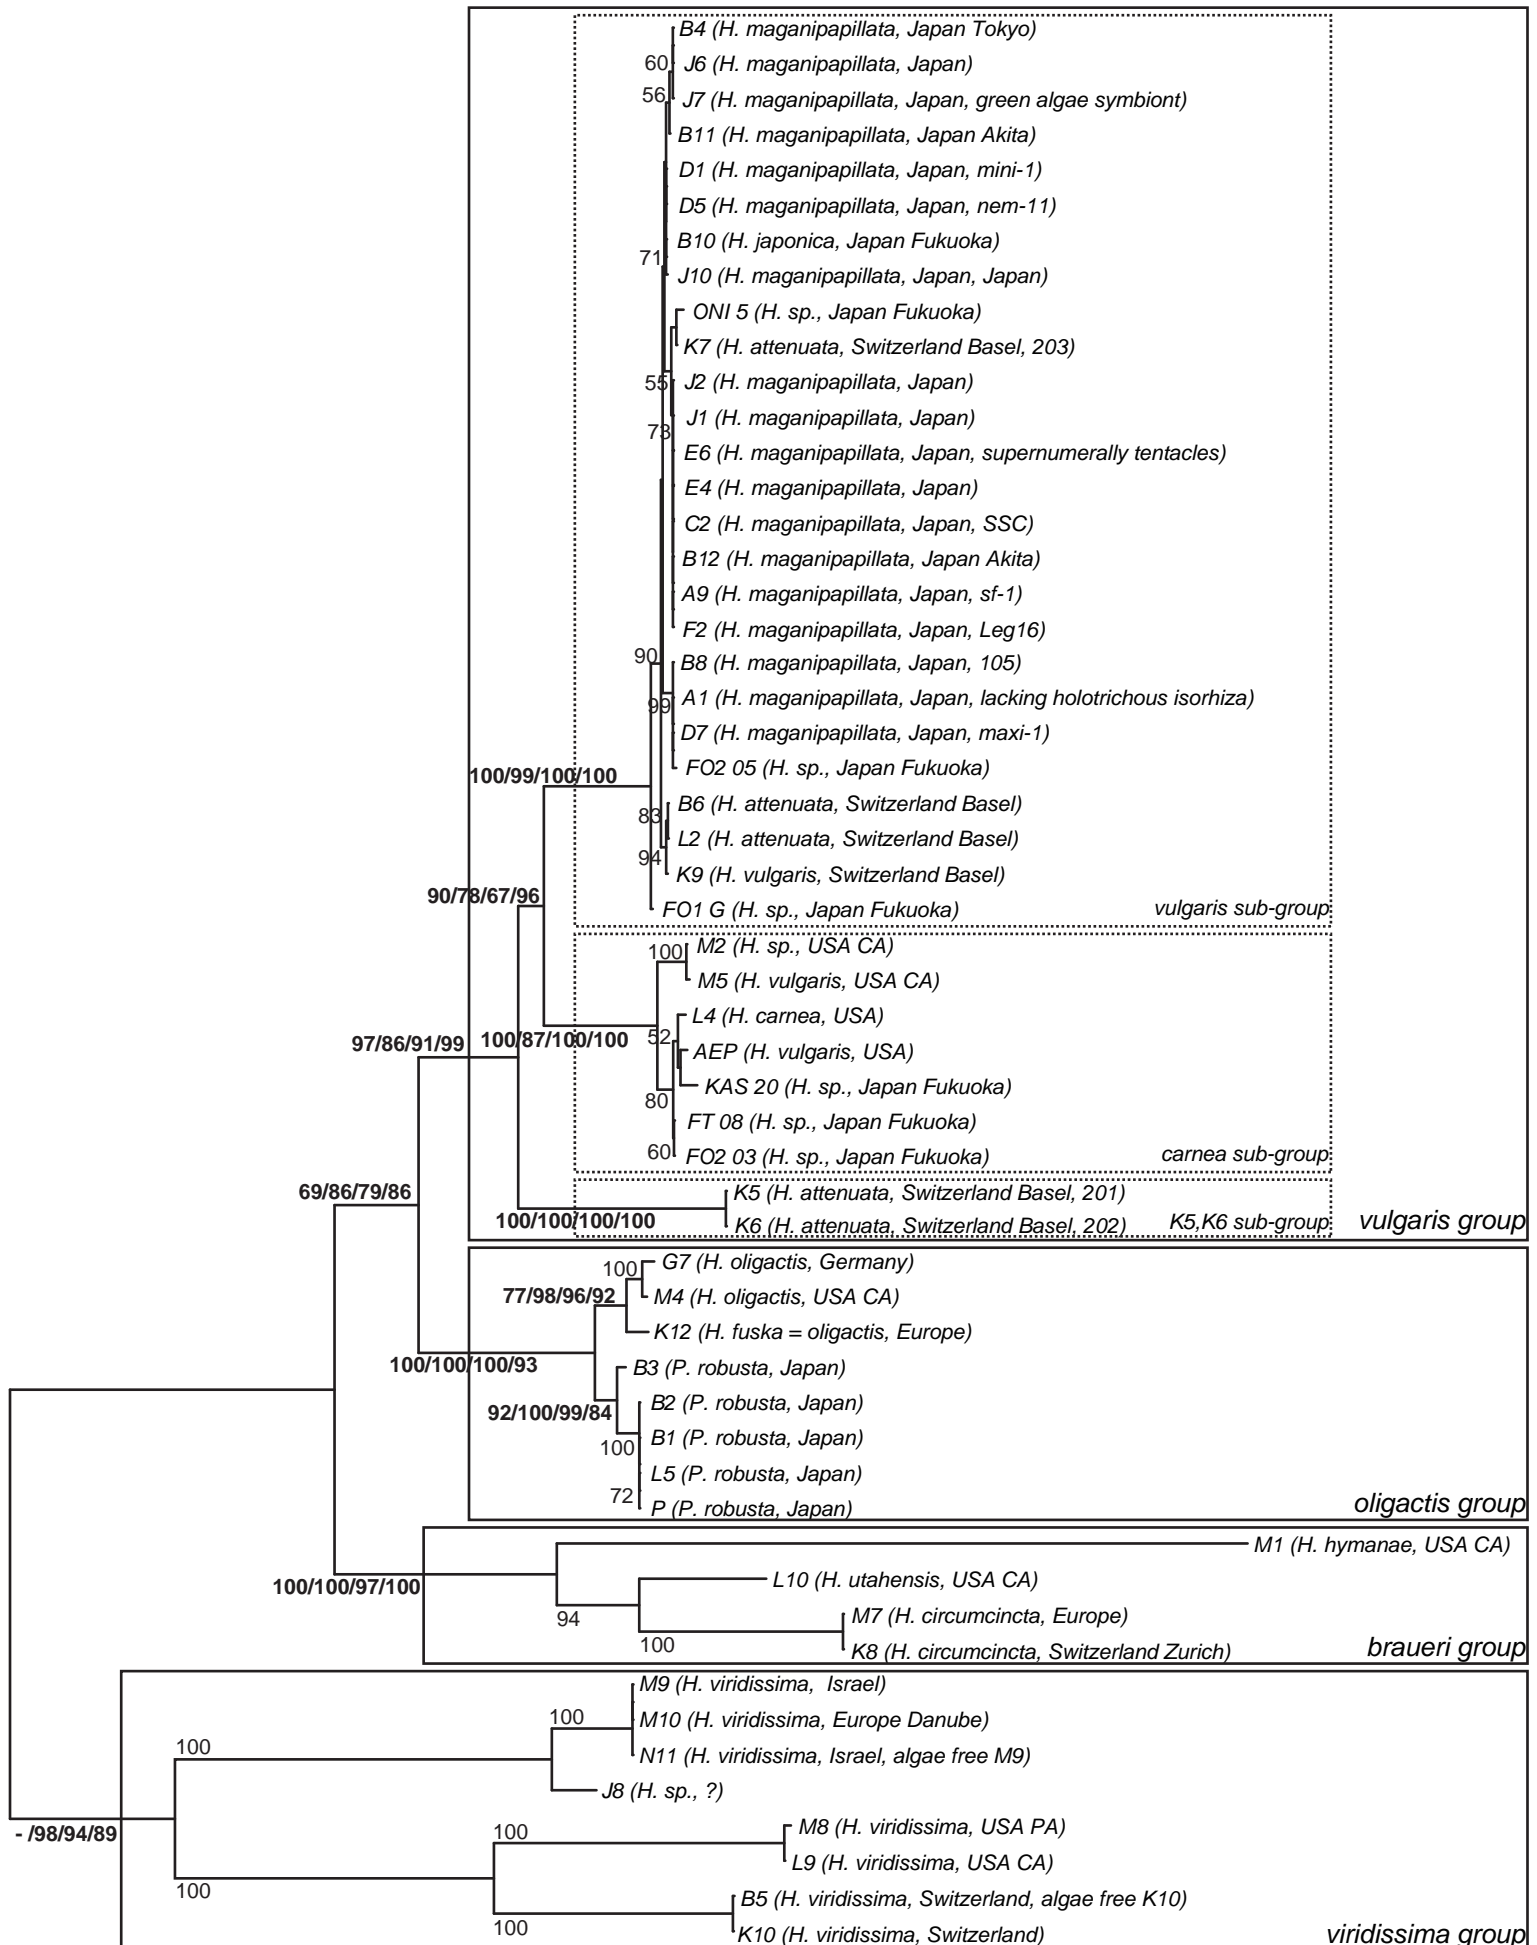 B4 (H. maganipapillata, Japan Tokyo)
60
J6 (H. maganipapillata, Japan)
56
J7 (H. maganipapillata, Japan, green algae symbiont)
B11 (H. maganipapillata, Japan Akita)
D1 (H. maganipapillata, Japan, mini-1)
D5 (H. maganipapillata, Japan, nem-11)
B10 (H. japonica, Japan Fukuoka)
71
J10 (H. maganipapillata, Japan, Japan)
ONI 5 (H. sp., Japan Fukuoka)
K7 (H. attenuata, Switzerland Basel, 203)
55
J2 (H. maganipapillata, Japan)
J1 (H. maganipapillata, Japan)
73
E6 (H. maganipapillata, Japan, supernumerally tentacles)
E4 (H. maganipapillata, Japan)
C2 (H. maganipapillata, Japan, SSC)
B12 (H. maganipapillata, Japan Akita)
A9 (H. maganipapillata, Japan, sf-1)
F2 (H. maganipapillata, Japan, Leg16)
90
B8 (H. maganipapillata, Japan, 105)
A1 (H. maganipapillata, Japan, lacking holotrichous isorhiza)
99
D7 (H. maganipapillata, Japan, maxi-1)
FO2 05 (H. sp., Japan Fukuoka)
100/99/100/100
B6 (H. attenuata, Switzerland Basel)
83
L2 (H. attenuata, Switzerland Basel)
94
K9 (H. vulgaris, Switzerland Basel)
90/78/67/96
FO1 G (H. sp., Japan Fukuoka)
vulgaris sub-group
M2 (H. sp., USA CA)
100
M5 (H. vulgaris, USA CA)
L4 (H. carnea, USA)
52
97/86/91/99
100/87/100/100
AEP (H. vulgaris, USA)
KAS 20 (H. sp., Japan Fukuoka)
80
FT 08 (H. sp., Japan Fukuoka)
60
FO2 03 (H. sp., Japan Fukuoka)
carnea sub-group
69/86/79/86
K5 (H. attenuata, Switzerland Basel, 201)
100/100/100/100
K6 (H. attenuata, Switzerland Basel, 202)
K5,K6 sub-group
vulgaris group
G7 (H. oligactis, Germany)
100
77/98/96/92
M4 (H. oligactis, USA CA)
K12 (H. fuska = oligactis, Europe)
100/100/100/93
B3 (P. robusta, Japan)
B2 (P. robusta, Japan)
92/100/99/84
B1 (P. robusta, Japan)
100
L5 (P. robusta, Japan)
72
P (P. robusta, Japan)
oligactis group
M1 (H. hymanae, USA CA)
100/100/97/100
L10 (H. utahensis, USA CA)
94
M7 (H. circumcincta, Europe)
100
K8 (H. circumcincta, Switzerland Zurich)
braueri group
M9 (H. viridissima, Israel)
100
M10 (H. viridissima, Europe Danube)
100
N11 (H. viridissima, Israel, algae free M9)
J8 (H. sp., ?)
- /98/94/89
100
M8 (H. viridissima, USA PA)
L9 (H. viridissima, USA CA)
100
B5 (H. viridissima, Switzerland, algae free K10)
100
K10 (H. viridissima, Switzerland)
viridissima group